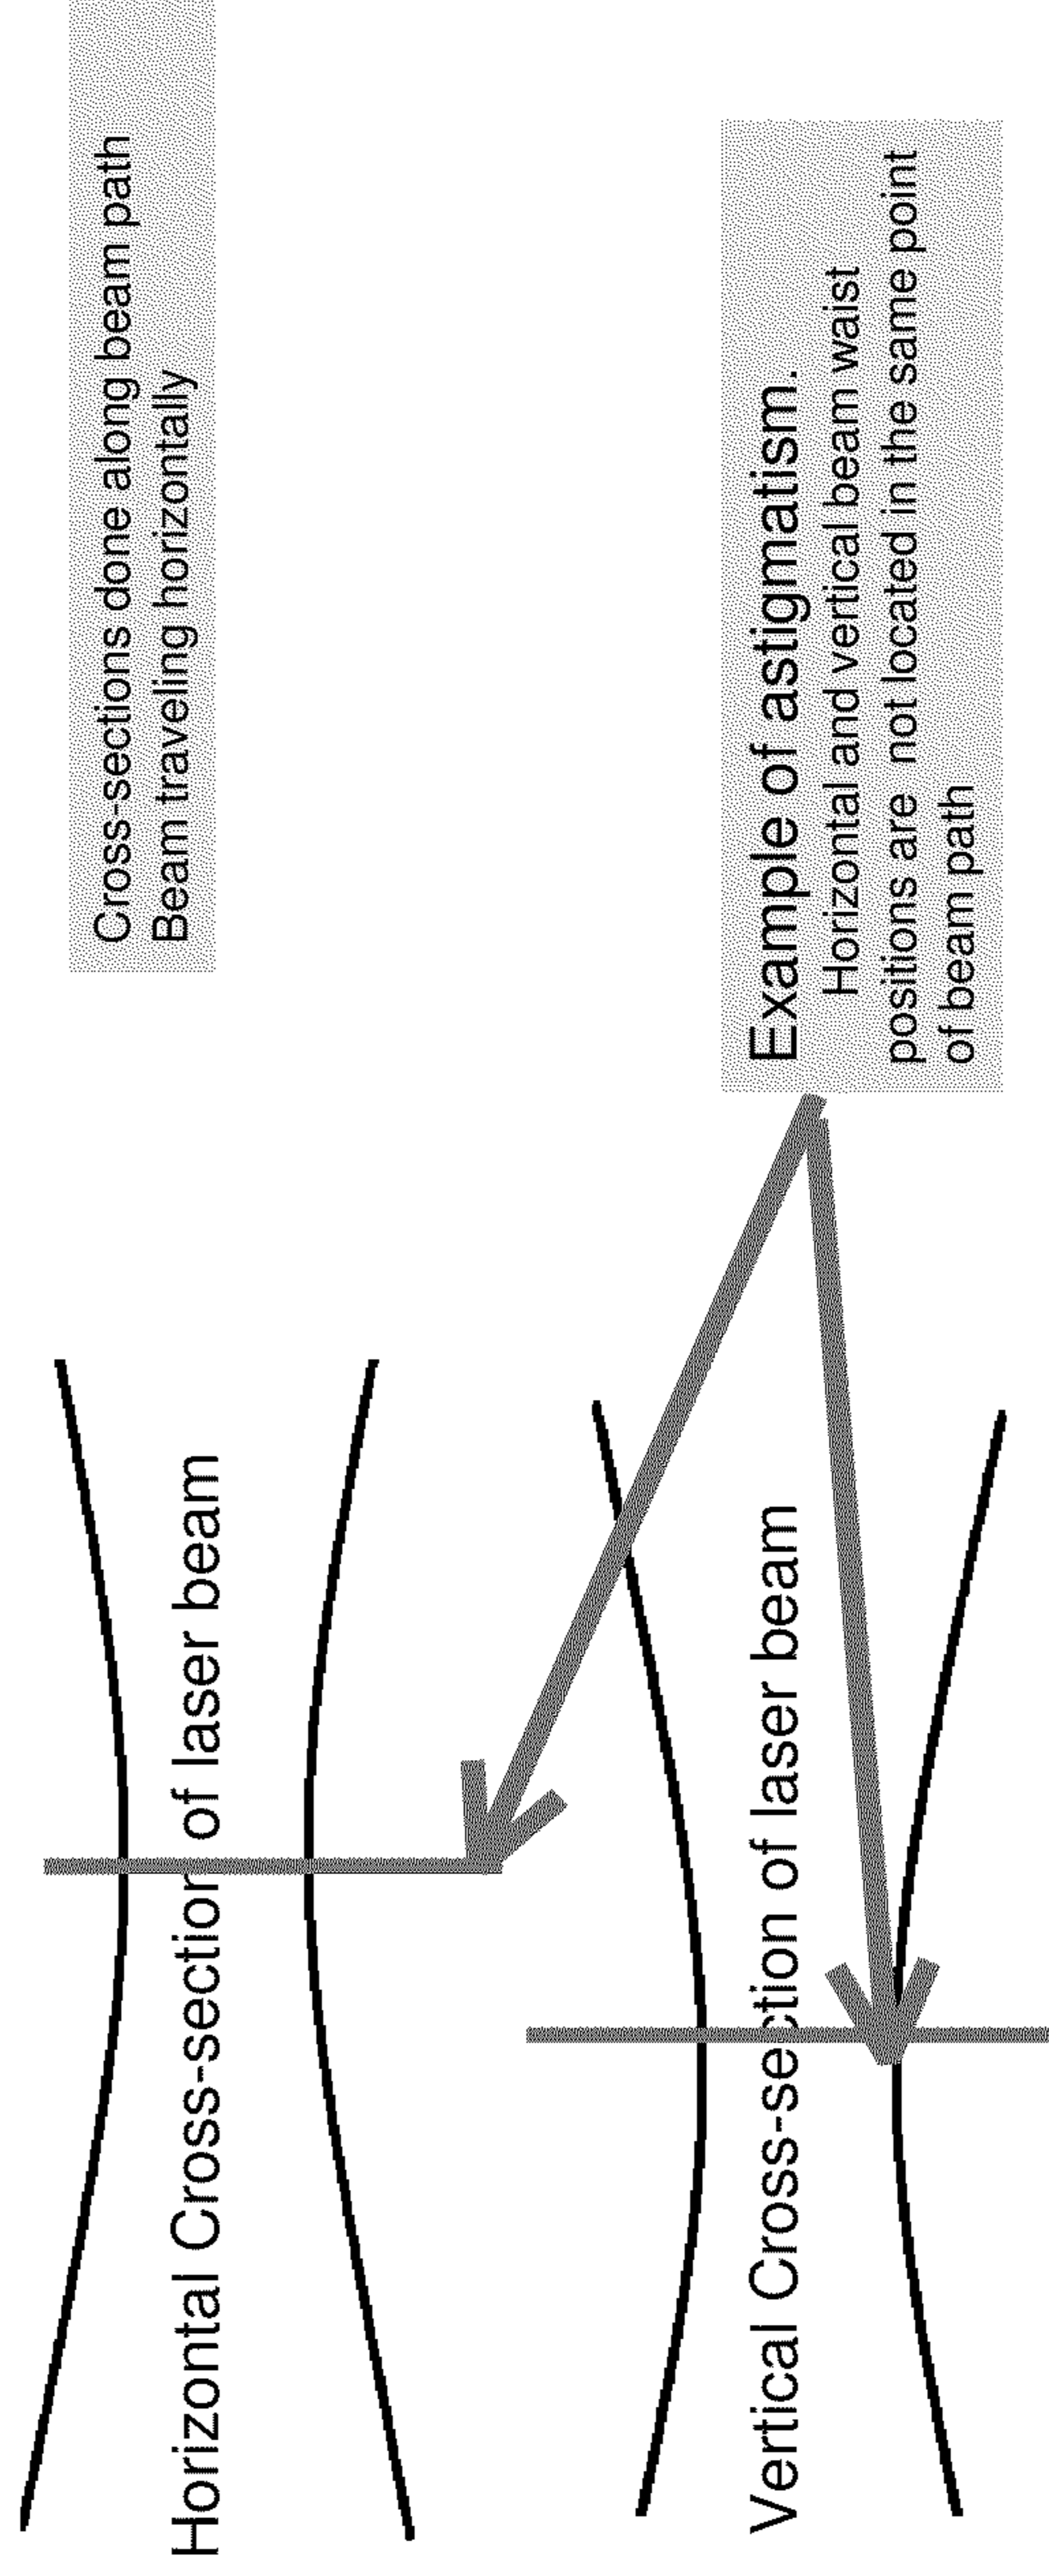 Cross-sections done along beam path
Beam traveling horizontally
Horizontal Cross-section of laser beam
Example of astigmatism.
Horizontal and vertical beam waist
positions are not located in the same point
of beam path
Vertical Cross-section of laser beam